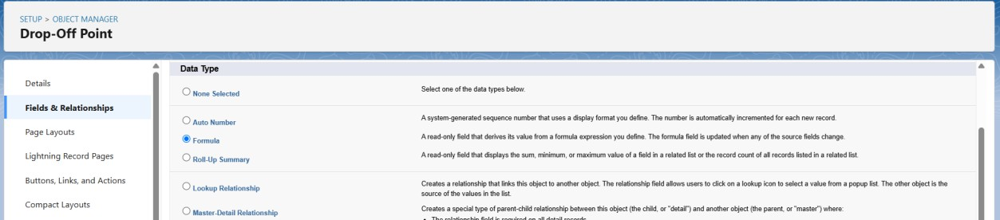 SETUP > OBJECT MANAGER
Drop-Off Point
Details
Fields & Relationships
Page Layouts
Lightning Record Pages
Buttons, Links, and Actions
Compact Layouts
Data Type
None Selected
Select one of the data types below.
Auto Number
A system-generated sequence number that uses a display format you define. The number is automatically incremented for each new record.
Formula
A read-only field that derives its value from a formula expression you define. The formula field is updated when any of the source fields change.
Roll-Up Summary
A read-only field that displays the sum, minimum, or maximum value of a field in a related list or the record count of all records listed in a related list.
Lookup Relationship
Creates a relationship that links this object to another object. The relationship field allows users to click on a lookup icon to select a value from a popup list. The other object is the
source of the values in the list.
Master-Detail Relationship
Creates a special type of parent-child relationship between this object (the child, or "detail") and another object (the parent, or "master") where:
• The relationship field is required on all detail records.